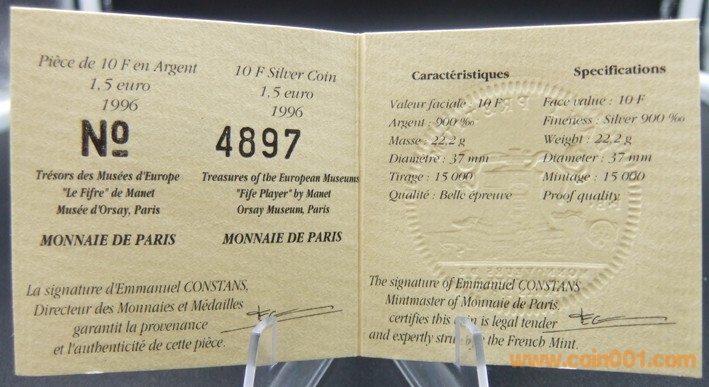 Pièce de 10 F en Argent
1,5 euro
1996
No
Trésors des Musées d'Europe
"Le Fifre" de Manet
Musée d'Orsay, Paris
MONNAIE DE PARIS
La signature d'Emmanuel CONSTANS,
Directeur des Monnaies et Médailles
garantit la provenance
et l'authenticité de cette pièce.
10 F Silver Coin
1,5 euro
1996
4897
Treasures of the European Museums
"Fife Player" by Manet
Orsay Museum, Paris
MONNAIE DE PARIS
Caractéristiques
Valeur faciale : 10 F
Argent : 900 ‰
Masse : 22,2 g
Diamètre : 37 mm
Tirage : 15 000
Qualité : Belle épreuve
Specifications
Face value : 10 F
Fineness : Silver 900 ‰
Weight : 22,2 g
Diameter : 37 mm
Mintage : 15 000
Proof quality
The signature of Emmanuel CONSTANS
Mintmaster of Monnaie de Paris,
certifies this coin is legal tender
and expertly struck by the French Mint.
www.coin001.com